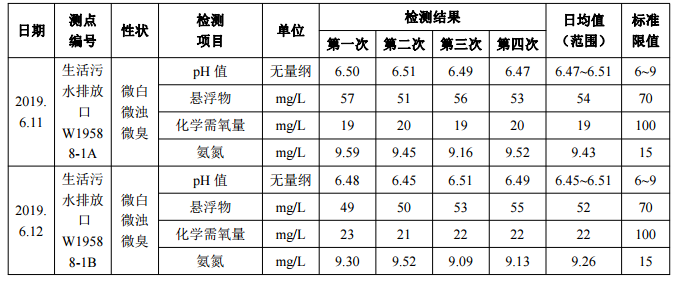 日期 测点编号 性状 检测项目 单位 检测结果 日均值（范围） 标准限值
第一次 第二次 第三次 第四次
2019.6.11 生活污水排放口W19588-1A 微白微浊微臭 pH 值 无量纲 6.50 6.51 6.49 6.47 6.47~6.51 6~9
悬浮物 mg/L 57 51 56 53 54 70
化学需氧量 mg/L 19 20 19 20 19 100
氨氮 mg/L 9.59 9.45 9.16 9.52 9.43 15
2019.6.12 生活污水排放口W19588-1B 微白微浊微臭 pH 值 无量纲 6.48 6.45 6.51 6.49 6.45~6.51 6~9
悬浮物 mg/L 49 50 53 55 52 70
化学需氧量 mg/L 23 21 22 22 22 100
氨氮 mg/L 9.30 9.52 9.09 9.13 9.26 15